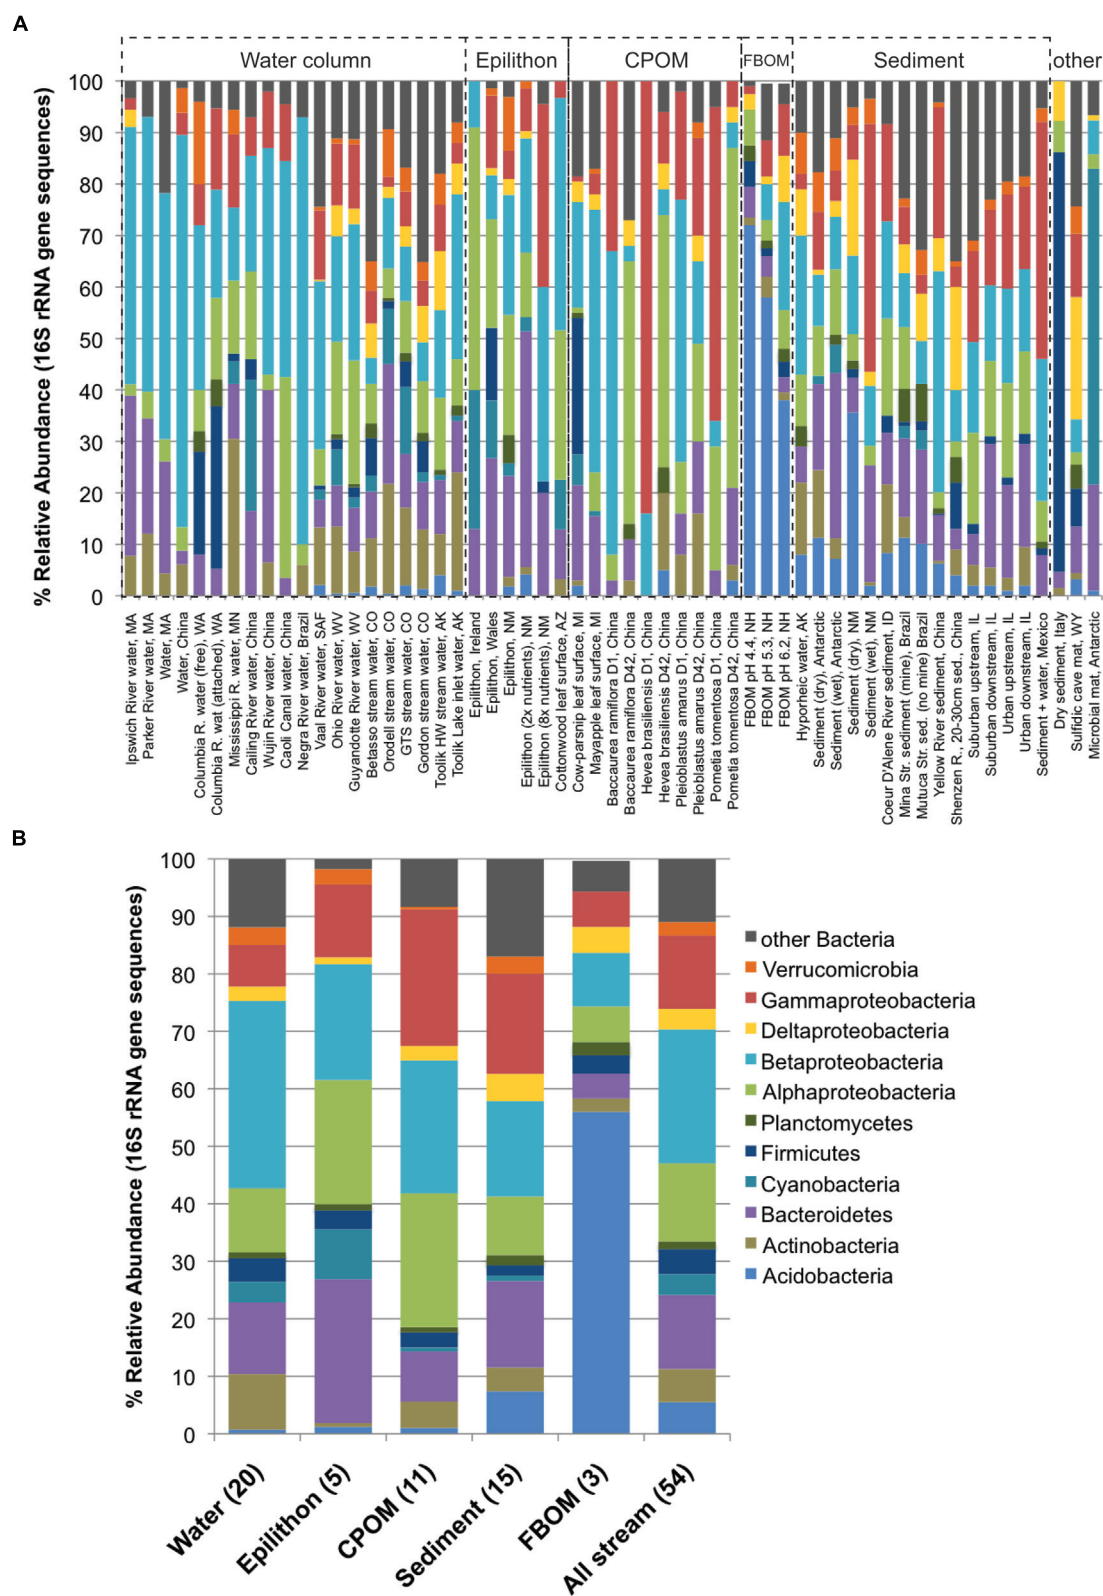 A
Water column
Epilithon
CPOM
FBOM
Sediment
other
% Relative Abundance (16S rRNA gene sequences)
100
90
80
70
60
50
40
30
20
10
0
Ipswich River water, MA
Parker River water, MA
Water, MA
Water, China
Columbia R. water (free), WA
Columbia R. wat (attached), WA
Mississippi R. water, MN
Cailing River water, China
Wujin River water, China
Caoli Canal water, China
Negra River water, Brazil
Vaal River water, SAF
Ohio River water, WV
Guyandotte River water, WV
Betasso stream water, CO
Orodell stream water, CO
GTS stream water, CO
Gordon stream water, CO
Toolik HW stream water, AK
Toolik Lake inlet water, AK
Epilithon, Ireland
Epilithon, Wales
Epilithon, NM
Epilithon (2x nutrients), NM
Epilithon (8x nutrients), NM
Cottonwood leaf surface, AZ
Cow-parsnip leaf surface, MI
Mayapple leaf surface, MI
Baccaurea ramiflora D1, China
Baccaurea ramiflora D42, China
Hevea brasiliensis D1, China
Hevea brasiliensis D42, China
Pleioblastus amarus D1, China
Pleioblastus amarus D42, China
Pometia tomentosa D1, China
Pometia tomentosa D42, China
FBOM pH 4.4, NH
FBOM pH 5.3, NH
FBOM pH 6.2, NH
Hyporheic water, AK
Sediment (dry), Antarctic
Sediment (wet), Antarctic
Sediment (dry), NM
Sediment (wet), NM
Coeur D'Alene River sediment, ID
Mina Str. sediment (mine), Brazil
Mutuca Str. sed. (no mine) Brazil
Yellow River sediment, China
Shenzen R., 20-30cm sed., China
Suburban upstream, IL
Suburban downstream, IL
Urban upstream, IL
Urban downstream, IL
Sediment + water, Mexico
Dry sediment, Italy
Sulfidic cave mat, WY
Microbial mat, Antarctic
B
% Relative Abundance (16S rRNA gene sequences)
100
90
80
70
60
50
40
30
20
10
0
Water (20)
Epilithon (5)
CPOM (11)
Sediment (15)
FBOM (3)
All stream (54)
other Bacteria
Verrucomicrobia
Gammaproteobacteria
Deltaproteobacteria
Betaproteobacteria
Alphaproteobacteria
Planctomycetes
Firmicutes
Cyanobacteria
Bacteroidetes
Actinobacteria
Acidobacteria